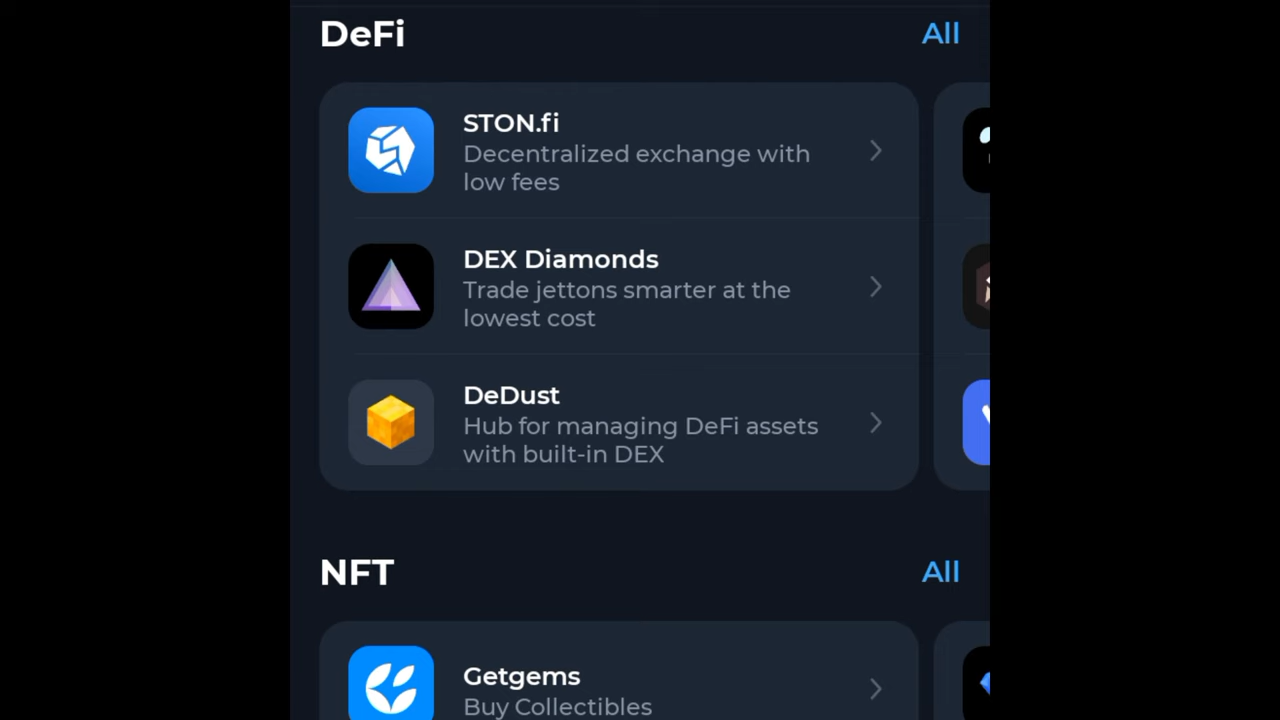 DeFi
All
STON.fi
Decentralized exchange with
low fees
DEX Diamonds
Trade jettons smarter at the
lowest cost
DeDust
Hub for managing DeFi assets
with built-in DEX
NFT
All
Getgems
Buy Collectibles